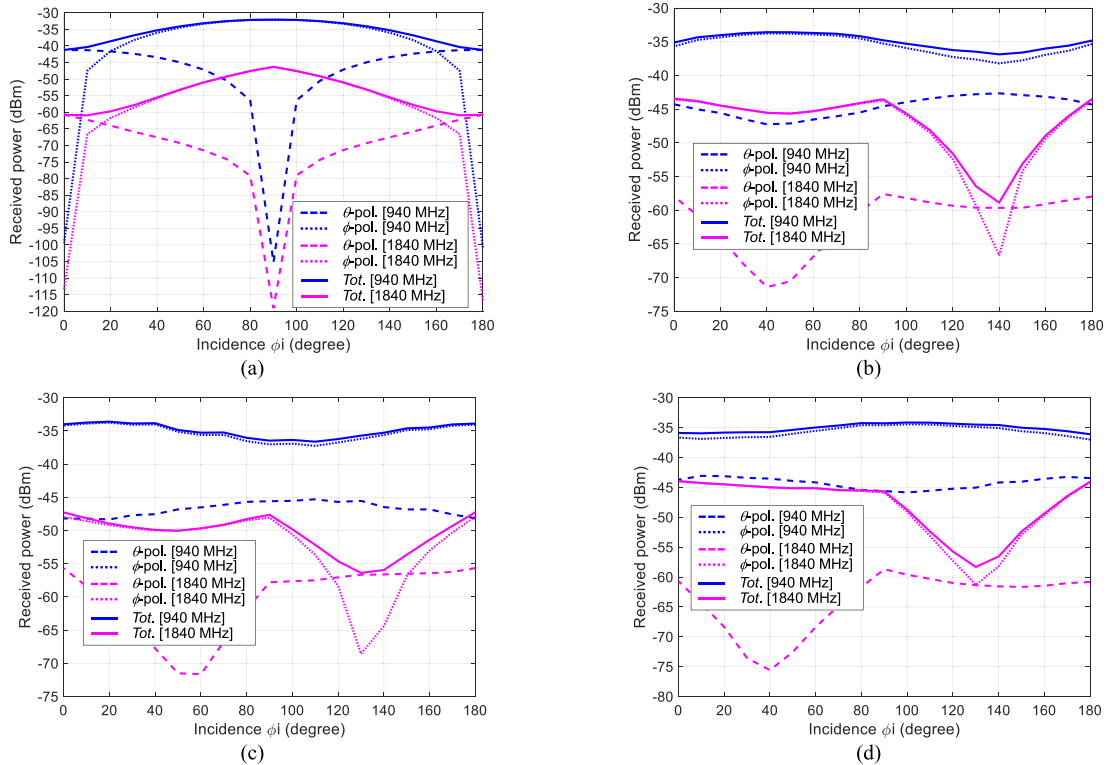 -30
-35
-40
-45
-50
-55
-60
-65
-70
-75
-80
-85
-90
-95
-100
-105
-110
-115
-120
Received power (dBm)
θ-pol. [940 MHz]
ϕ-pol. [940 MHz]
θ-pol. [1840 MHz]
ϕ-pol. [1840 MHz]
Tot. [940 MHz]
Tot. [1840 MHz]
0 20 40 60 80 100 120 140 160 180
Incidence ϕi (degree)
(a)
-30
-35
-40
-45
-50
-55
-60
-65
-70
-75
Received power (dBm)
θ-pol. [940 MHz]
ϕ-pol. [940 MHz]
θ-pol. [1840 MHz]
ϕ-pol. [1840 MHz]
Tot. [940 MHz]
Tot. [1840 MHz]
0 20 40 60 80 100 120 140 160 180
Incidence ϕi (degree)
(b)
-30
-35
-40
-45
-50
-55
-60
-65
-70
-75
Received power (dBm)
θ-pol. [940 MHz]
ϕ-pol. [940 MHz]
θ-pol. [1840 MHz]
ϕ-pol. [1840 MHz]
Tot. [940 MHz]
Tot. [1840 MHz]
0 20 40 60 80 100 120 140 160 180
Incidence ϕi (degree)
(c)
-30
-35
-40
-45
-50
-55
-60
-65
-70
-75
-80
Received power (dBm)
θ-pol. [940 MHz]
ϕ-pol. [940 MHz]
θ-pol. [1840 MHz]
ϕ-pol. [1840 MHz]
Tot. [940 MHz]
Tot. [1840 MHz]
0 20 40 60 80 100 120 140 160 180
Incidence ϕi (degree)
(d)